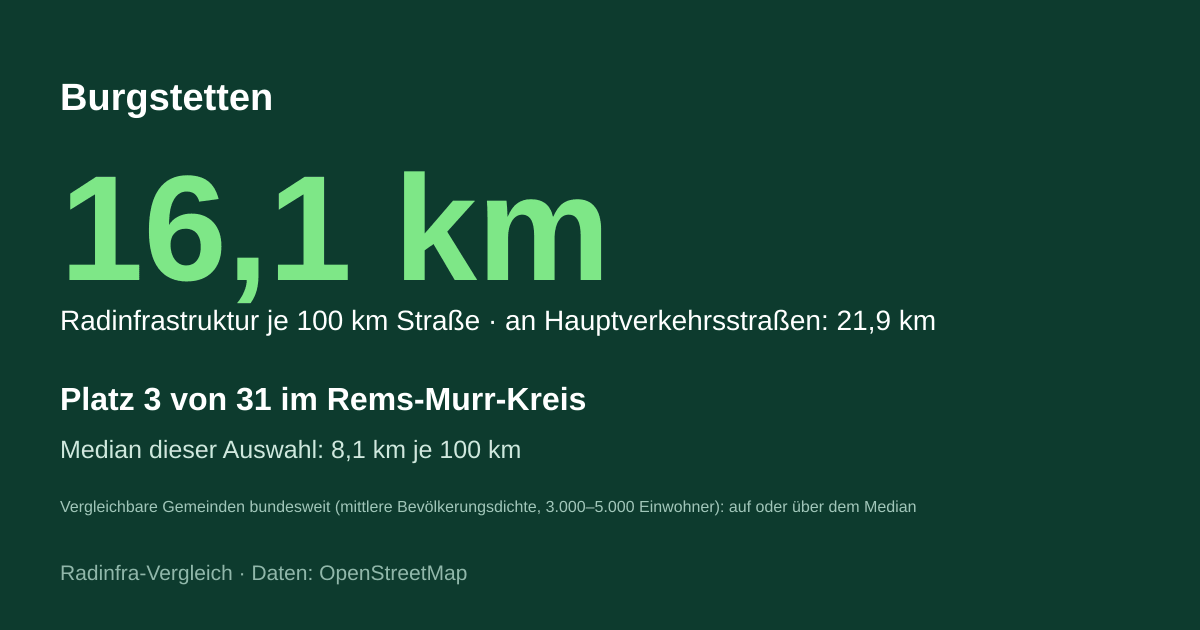 Burgstetten
16,1 km
Radinfrastruktur je 100 km Straße · an Hauptverkehrsstraßen: 21,9 km
Platz 3 von 31 im Rems-Murr-Kreis
Median dieser Auswahl: 8,1 km je 100 km
Vergleichbare Gemeinden bundesweit (mittlere Bevölkerungsdichte, 3.000–5.000 Einwohner): auf oder über dem Median
Radinfra-Vergleich · Daten: OpenStreetMap